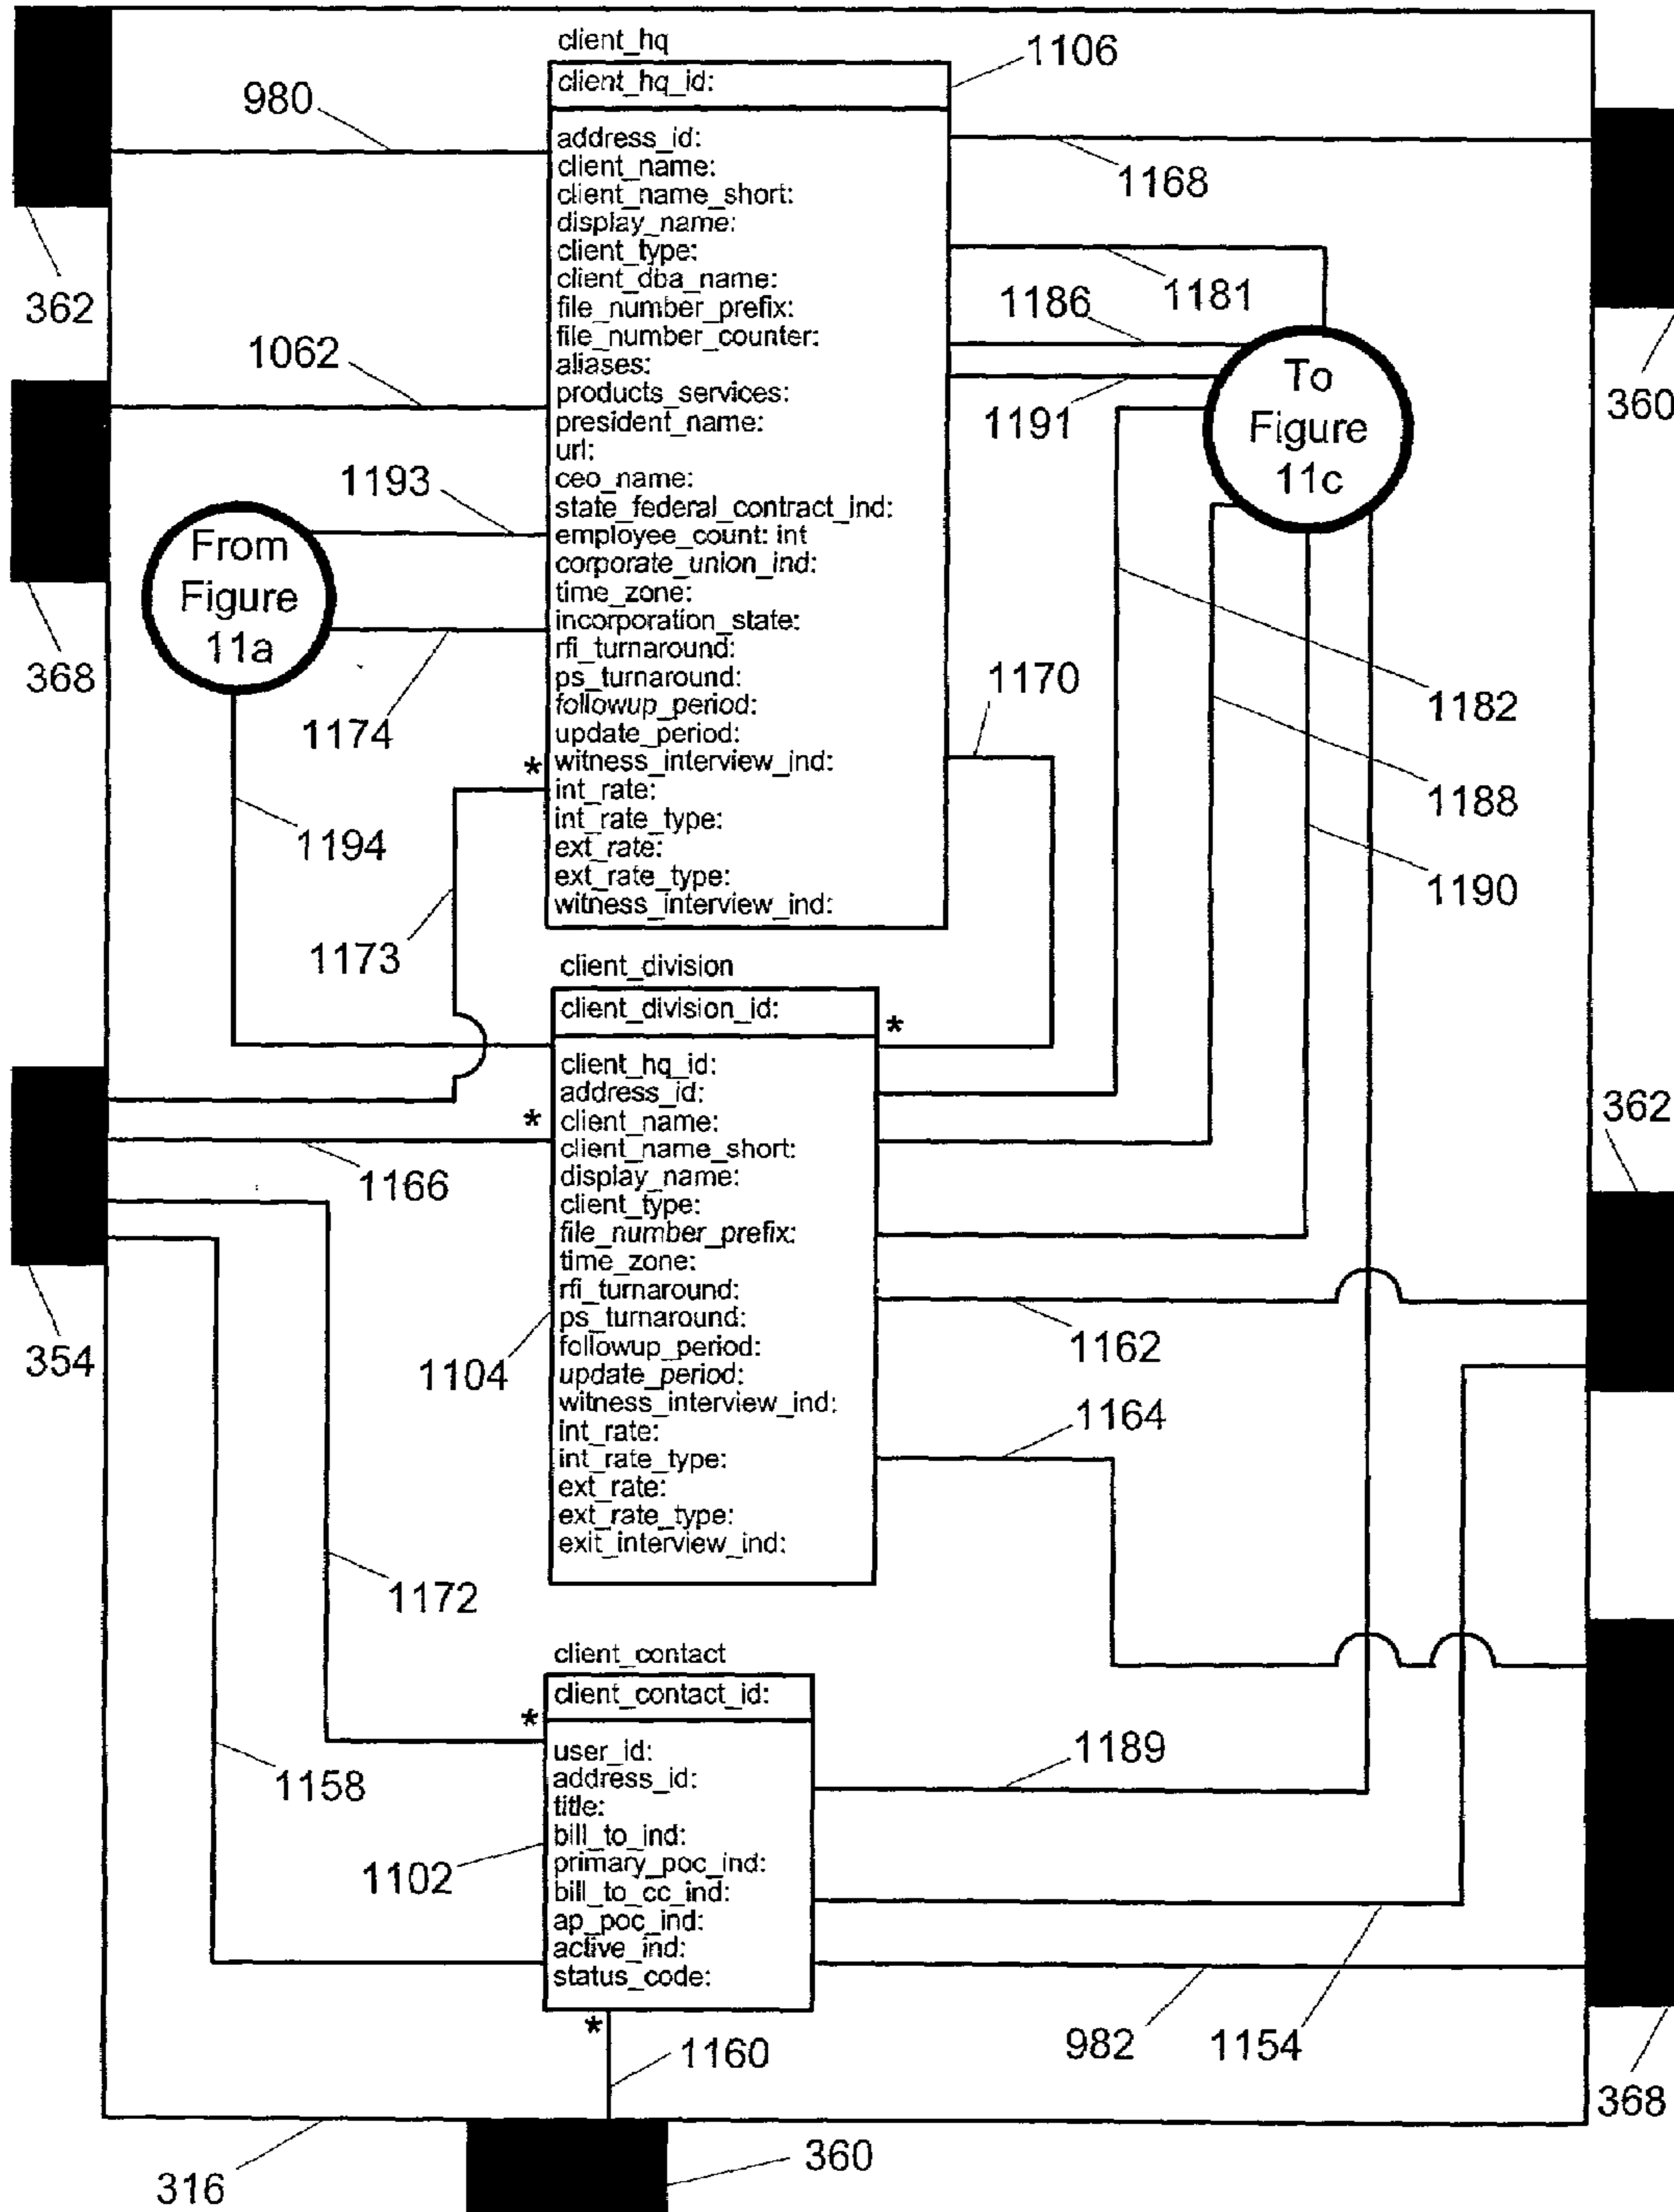 client_hq
1106
client_hq_id:
980
address_id:
client_name:
client_name_short:
display_name:
client_type:
client_dba_name:
file_number_prefix:
file_number_counter:
aliases:
products_services:
president_name:
url:
ceo_name:
state_federal_contract_ind:
employee_count: int
corporate_union_ind:
time_zone:
incorporation_state:
rfi_turnaround:
ps_turnaround:
followup_period:
update_period:
*
witness_interview_ind:
int_rate:
int_rate_type:
ext_rate:
ext_rate_type:
witness_interview_ind:
1168
1181
1186
1191
362
360
1062
1193
To
Figure
11c
From
Figure
11a
368
1174
1170
1182
1188
1190
1194
1173
client_division
client_division_id:
*
client_hq_id:
address_id:
*
client_name:
client_name_short:
display_name:
client_type:
file_number_prefix:
time_zone:
rfi_turnaround:
ps_turnaround:
followup_period:
update_period:
witness_interview_ind:
int_rate:
int_rate_type:
ext_rate:
ext_rate_type:
exit_interview_ind:
362
1166
354
1104
1162
1164
1172
client_contact
client_contact_id:
*
user_id:
address_id:
title:
bill_to_ind:
primary_poc_ind:
bill_to_cc_ind:
ap_poc_ind:
active_ind:
status_code:
*
1189
1158
1102
1160
982
1154
368
316
360